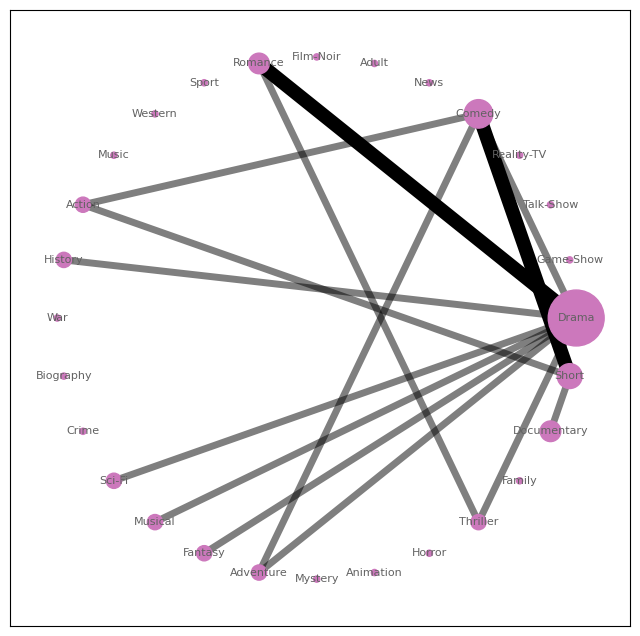 Film-Noir
Romance
Adult
Sport
News
Western
Comedy
Music
Reality-TV
Action
Talk-Show
History
Game-Show
War
Drama
Biography
Short
Crime
Documentary
Sci-Fi
Family
Musical
Thriller
Fantasy
Horror
Adventure
Mystery
Animation